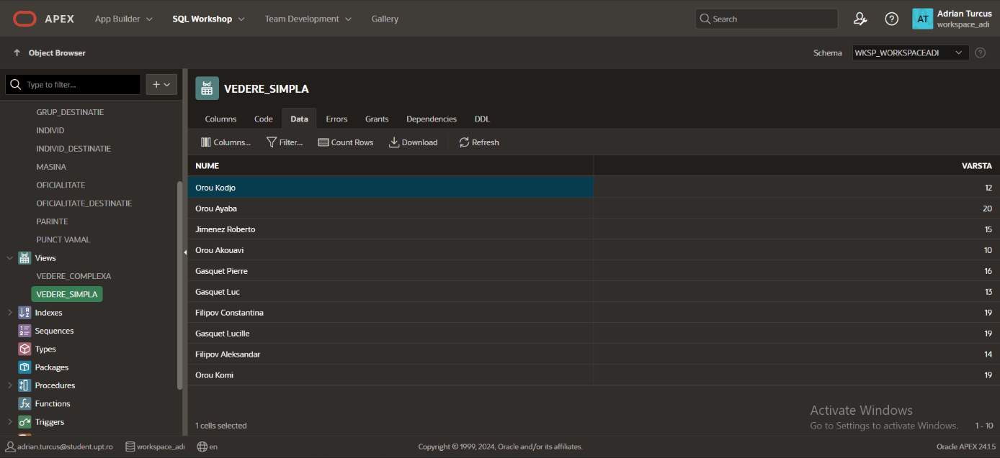 APEX App Builder SQL Workshop Team Development Gallery Search AT Adrian Turcus
workspace_adi
Object Browser Schema WKSP_WORKSPACEADI
Type to filter...
GRUP_DESTINATIE
INDIVID
INDIVID_DESTINATIE
MASINA
OFICIALITATE
OFICIALITATE_DESTINATIE
PARINTE
PUNCT VAMAL
Views
VEDERE_COMPLEXA
VEDERE_SIMPLA
Indexes
Sequences
Types
Packages
Procedures
Functions
Triggers
VEDERE_SIMPLA
Columns Code Data Errors Grants Dependencies DDL
Columns... Filter... Count Rows Download Refresh
NUME VARSTA
Orou Kodjo 12
Orou Ayaba 20
Jimenez Roberto 15
Orou Akouavi 10
Gasquet Pierre 16
Gasquet Luc 13
Filipov Constantina 19
Gasquet Lucille 19
Filipov Aleksandar 14
Orou Komi 19
Activate Windows
1 cells selected Go to Settings to activate Windows. 1 - 10
adrian.turcus@student.upt.ro workspace_adi en Copyright © 1999, 2024, Oracle and/or its affiliates. Oracle APEX 24.1.5